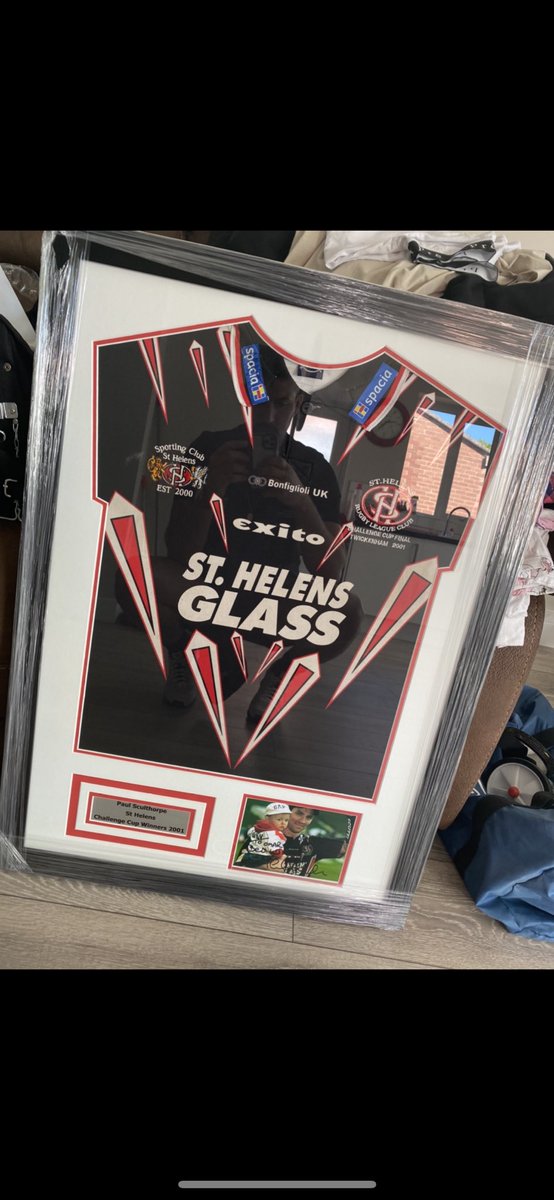 spacia
spacia
Sporting Club
St Helens
EST 2000
Bonfiglioli UK
ST. HELENS
RUGBY LEAGUE CLUB
CHALLENGE CUP FINAL
TWICKENHAM 2001
exito
ST. HELENS
GLASS
Paul Sculthorpe
St Helens
Challenge Cup Winners 2001